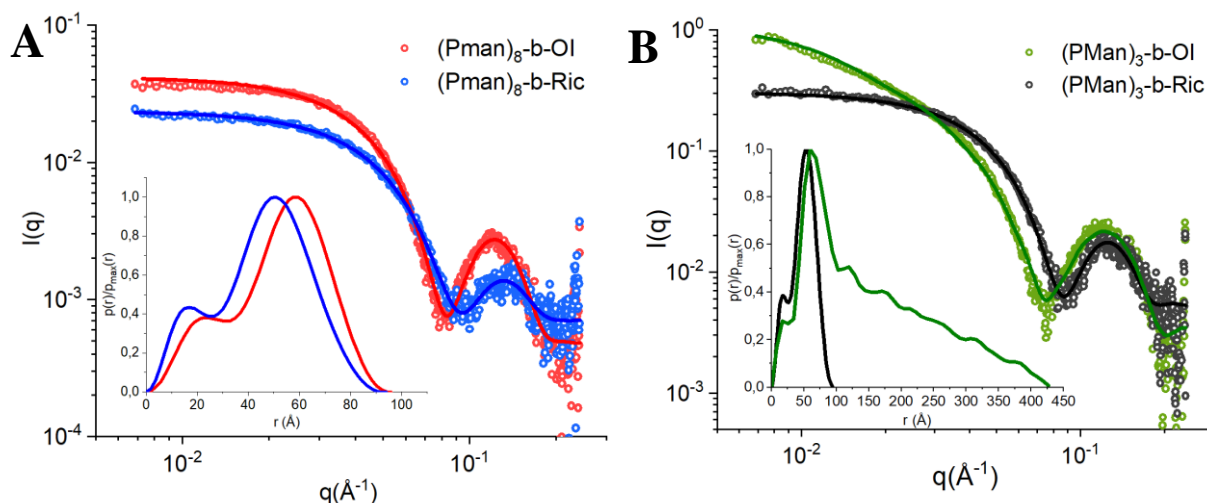 A
10⁻¹
10⁻²
10⁻³
10⁻⁴
I(q)
(Pman)₈-b-Ol
(Pman)₈-b-Ric
1,0
0,8
0,6
0,4
0,2
0,0
p(r)/pₘₐₓ(r)
0 20 40 60 80 100
r (Å)
10⁻² 10⁻¹
q(Å⁻¹)
B
10⁰
10⁻¹
10⁻²
10⁻³
I(q)
(PMan)₃-b-Ol
(PMan)₃-b-Ric
1,0
0,8
0,6
0,4
0,2
0,0
p(r)/pₘₐₓ(r)
0 50 100 150 200 250 300 350 400 450
r (Å)
10⁻² 10⁻¹
q(Å⁻¹)